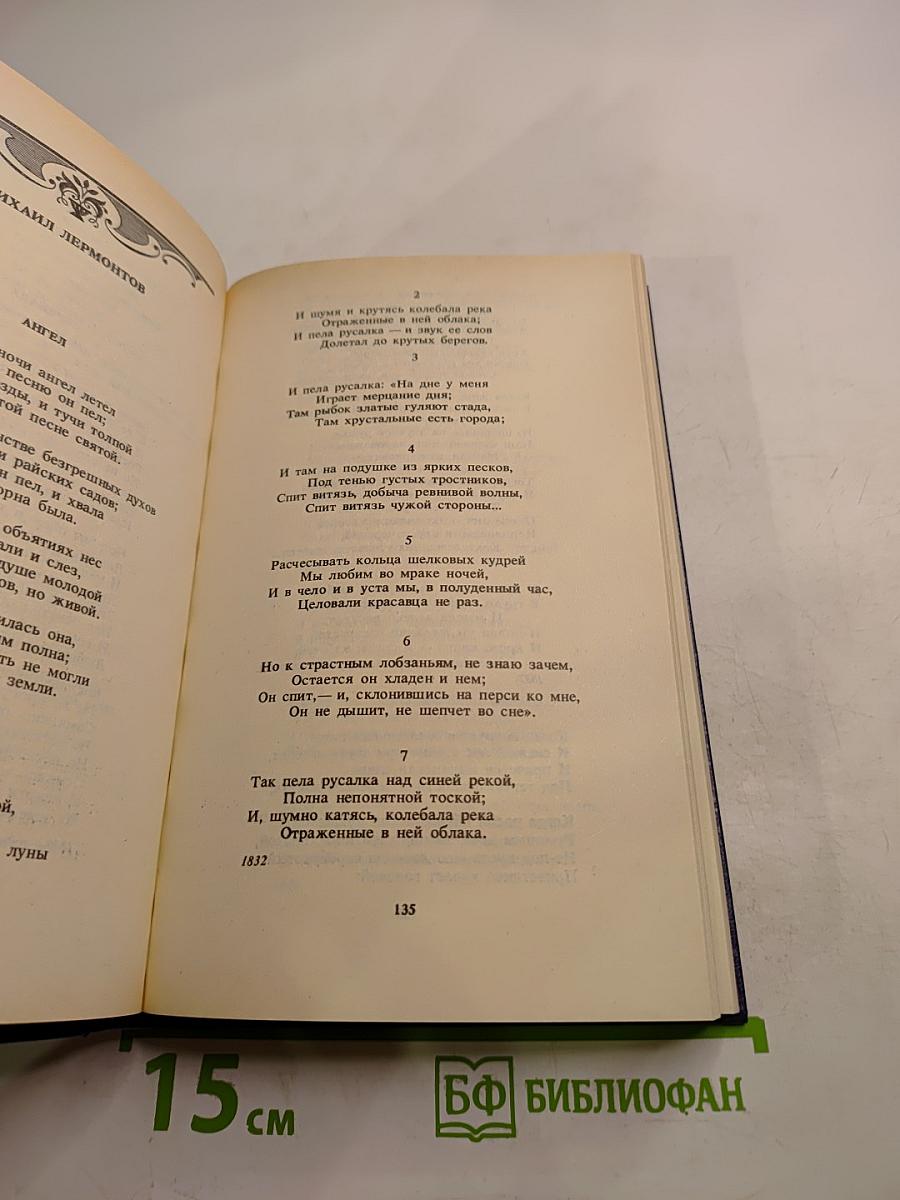 ИХАИЛ ЛЕРМОНТОВ
АНГЕЛ
ночи ангел летел
песню он пел;
зды, и тучи толпой
той песне святой.
нстве безгрешных духов
и райских садов;
н пел, и хвала
орна была.
объятиях нес
али и слез,
душе молодой
ов, но живой.
илась она,
м полна;
ть не могли
земли.
й,
луны
2
И шумя и крутясь колебала река
Отраженные в ней облака;
И пела русалка — и звук ее слов
Долетал до крутых берегов.
3
И пела русалка: «На дне у меня
Играет мерцание дня;
Там рыбок златые гуляют стада,
Там хрустальные есть города;
4
И там на подушке из ярких песков,
Под тенью густых тростников,
Спит витязь, добыча ревнивой волны,
Спит витязь чужой стороны...
5
Расчесывать кольца шелковых кудрей
Мы любим во мраке ночей,
И в чело и в уста мы, в полуденный час,
Целовали красавца не раз.
6
Но к страстным лобзаньям, не знаю зачем,
Остается он хладен и нем;
Он спит,— и, склонившись на перси ко мне,
Он не дышит, не шепчет во сне».
7
Так пела русалка над синей рекой,
Полна непонятной тоской;
И, шумно катясь, колебала река
Отраженные в ней облака.
1832
135
15 см
БФ БИБЛИОФАН